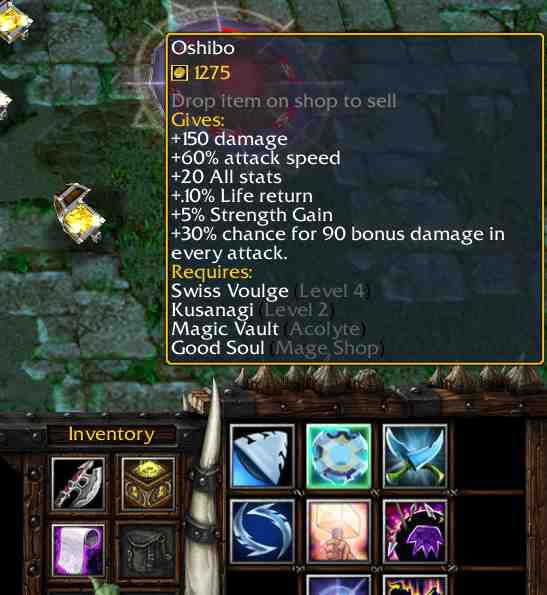 Oshibo
1275
Drop item on shop to sell
Gives:
+150 damage
+60% attack speed
+20 All stats
+.10% Life return
+5% Strength Gain
+30% chance for 90 bonus damage in
every attack.
Requires:
Swiss Voulge (Level 4)
Kusanagi (Level 2)
Magic Vault (Acolyte)
Good Soul (Mage Shop)
Inventory